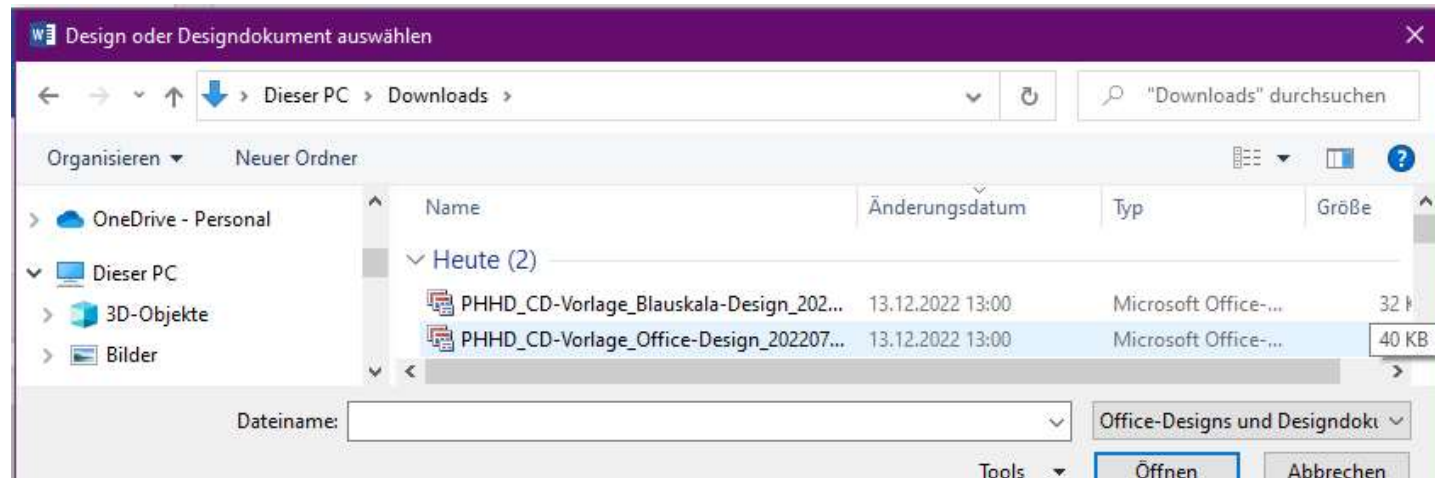 Design oder Designdokument auswählen
Dieser PC > Downloads >
"Downloads" durchsuchen
Organisieren
Neuer Ordner
OneDrive - Personal
Dieser PC
3D-Objekte
Bilder
Name Änderungsdatum Typ Größe
Heute (2)
PHHD_CD-Vorlage_Blauskala-Design_202... 13.12.2022 13:00 Microsoft Office-... 32 K
PHHD_CD-Vorlage_Office-Design_202207... 13.12.2022 13:00 Microsoft Office-... 40 KB
Dateiname:
Office-Designs und Designdoku
Tools Öffnen Abbrechen